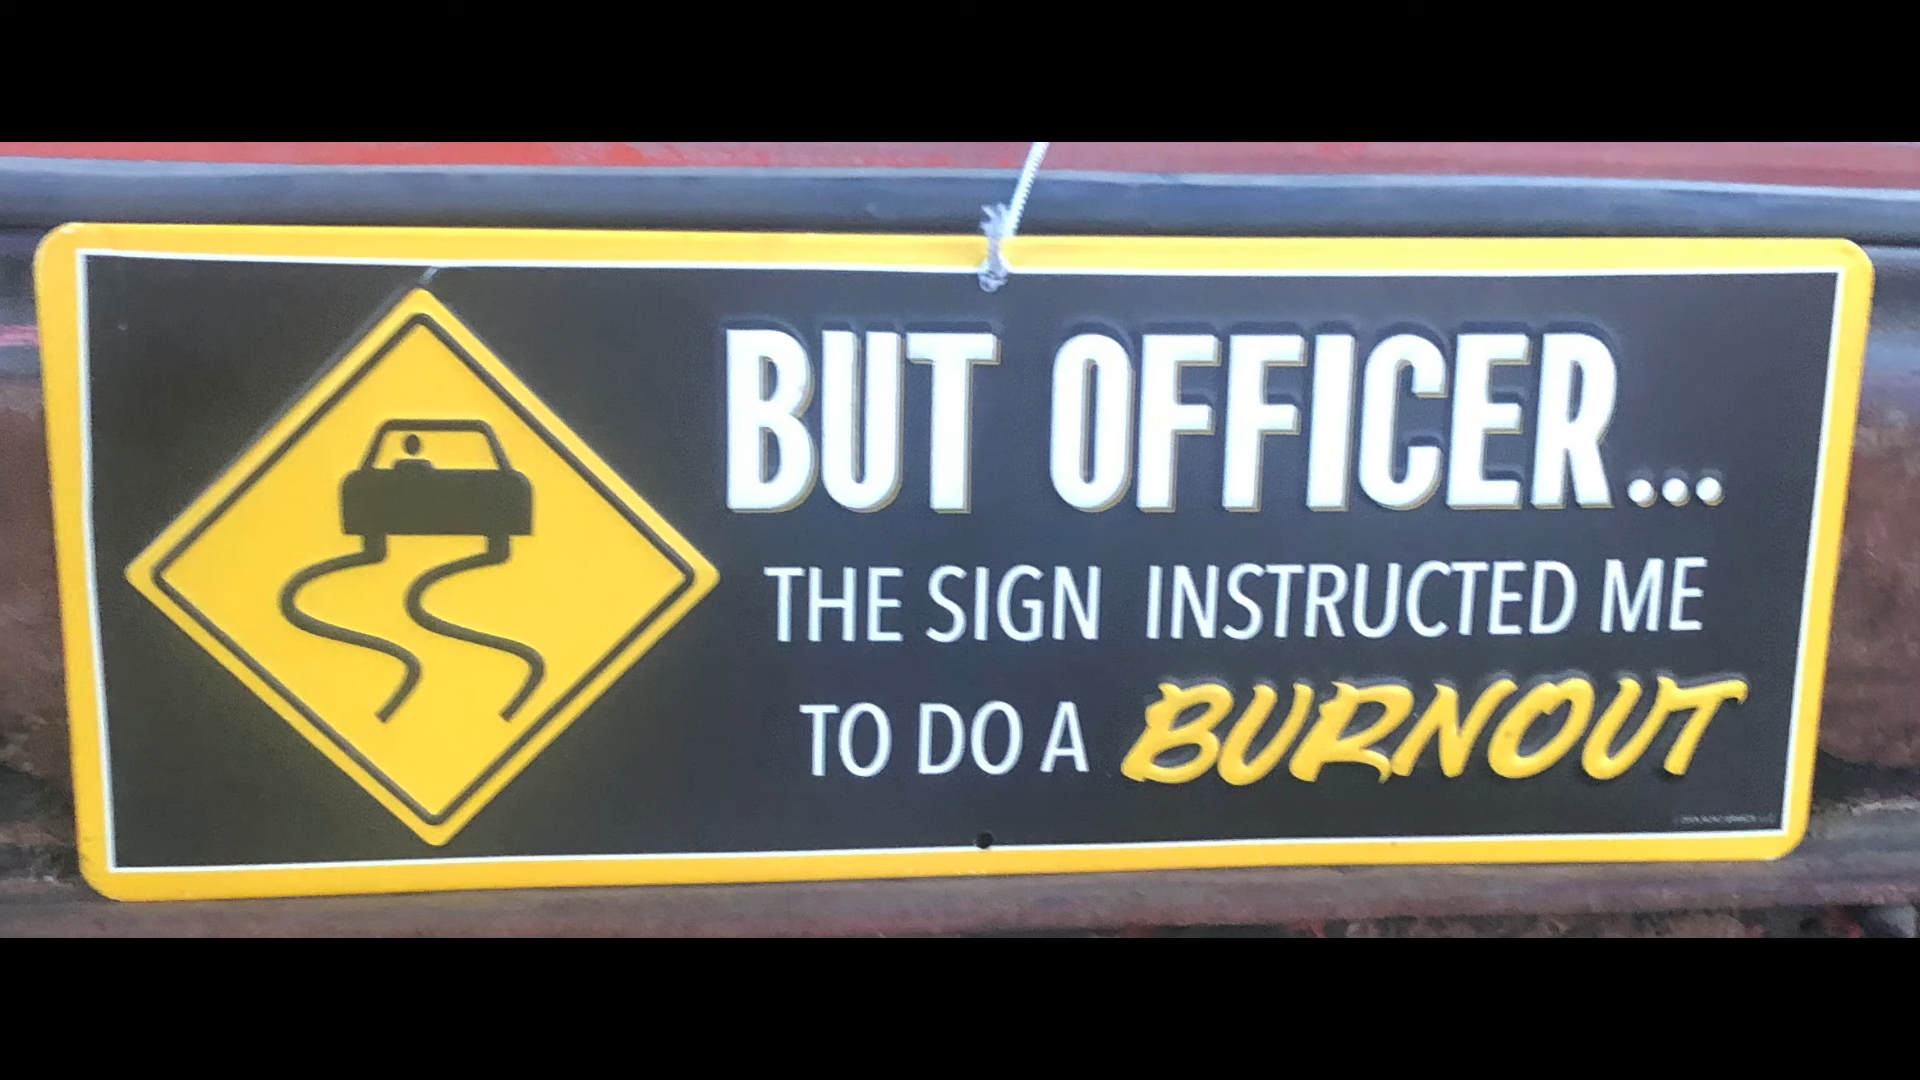 BUT OFFICER...
THE SIGN INSTRUCTED ME
TO DO A BURNOUT